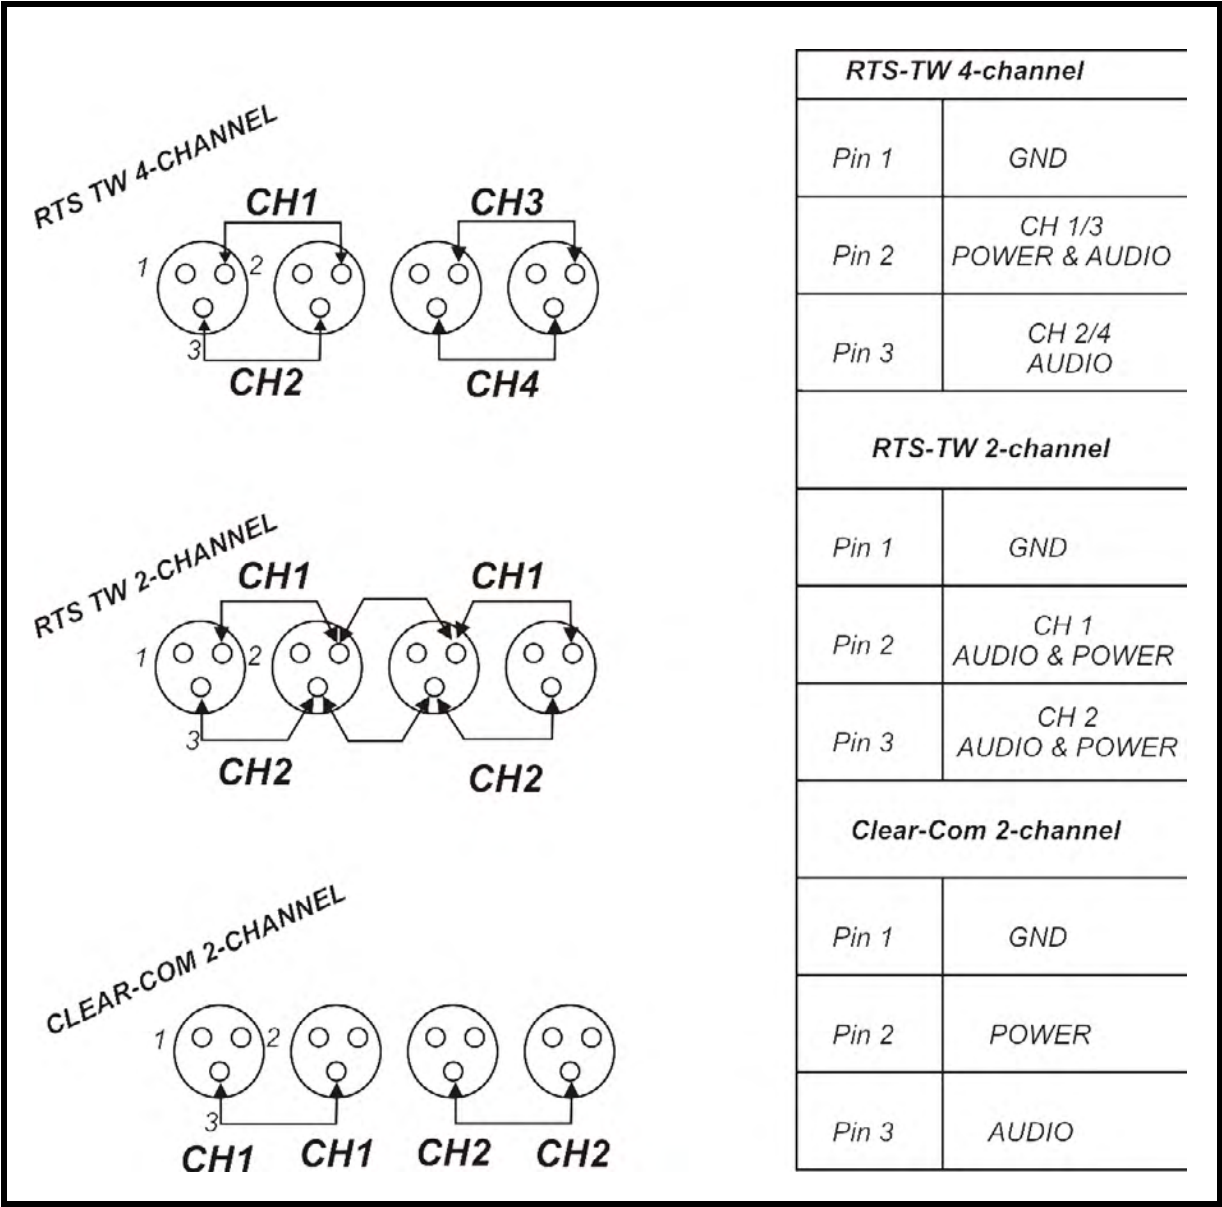 RTS TW 4-CHANNEL
CH1
CH3
1
2
3
CH2
CH4
RTS TW 2-CHANNEL
CH1
CH1
1
2
3
CH2
CH2
CLEAR-COM 2-CHANNEL
1
2
3
CH1
CH1
CH2
CH2
RTS-TW 4-channel
Pin 1
GND
Pin 2
CH 1/3
POWER & AUDIO
Pin 3
CH 2/4
AUDIO
RTS-TW 2-channel
Pin 1
GND
Pin 2
CH 1
AUDIO & POWER
Pin 3
CH 2
AUDIO & POWER
Clear-Com 2-channel
Pin 1
GND
Pin 2
POWER
Pin 3
AUDIO